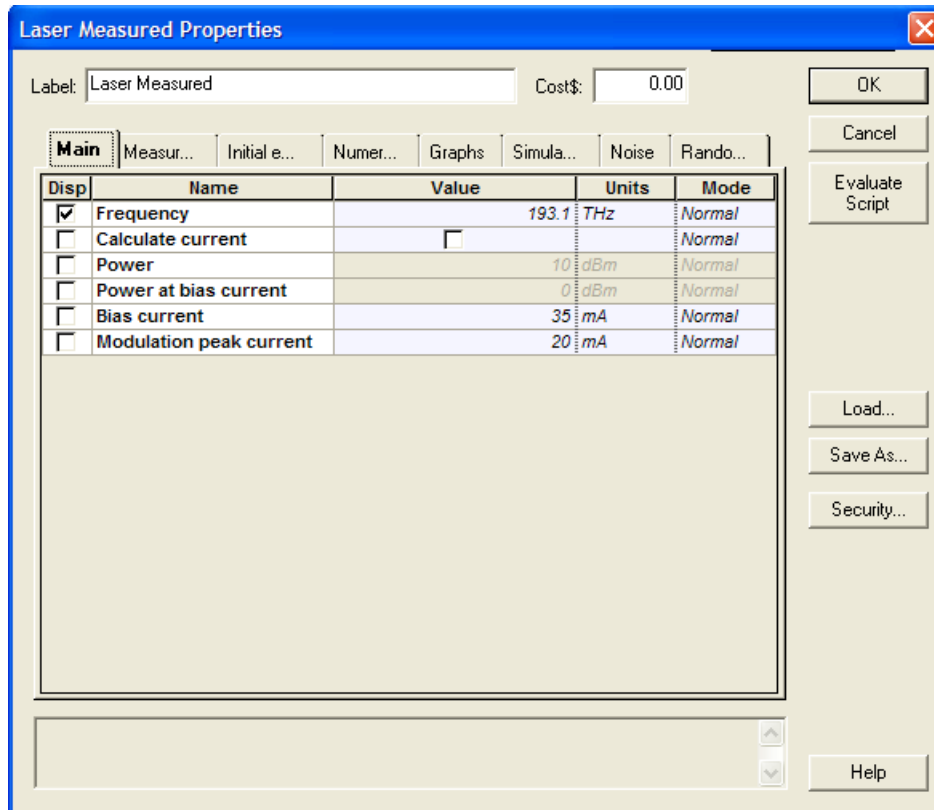 Laser Measured Properties
Label: Laser Measured Cost$: 0.00
OK
Cancel
Evaluate Script
Main Measur... Initial e... Numer... Graphs Simula... Noise Rando...
Disp Name Value Units Mode
Frequency 193.1 THz Normal
Calculate current Normal
Power 10 dBm Normal
Power at bias current 0 dBm Normal
Bias current 35 mA Normal
Modulation peak current 20 mA Normal
Load...
Save As...
Security...
Help